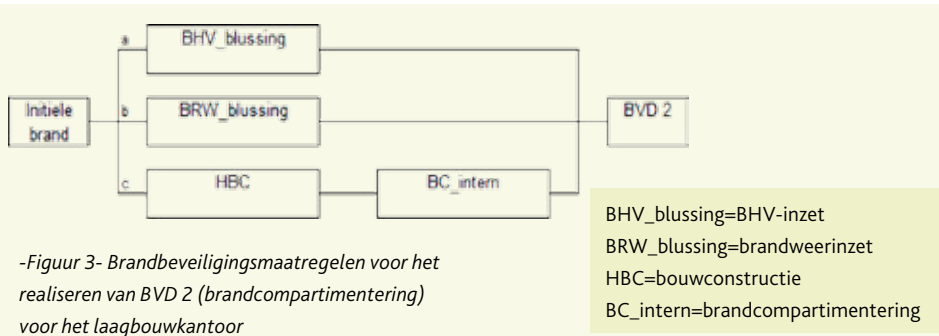 a
BHV_blussing
Initiele
brand
b
BRW_blussing
BVD 2
c
HBC
BC_intern
-Figuur 3- Brandbeveiligingsmaatregelen voor het
realiseren van BVD 2 (brandcompartimentering)
voor het laagbouwkantoor
BHV_blussing=BHV-inzet
BRW_blussing=brandweerinzet
HBC=bouwconstructie
BC_intern=brandcompartimentering